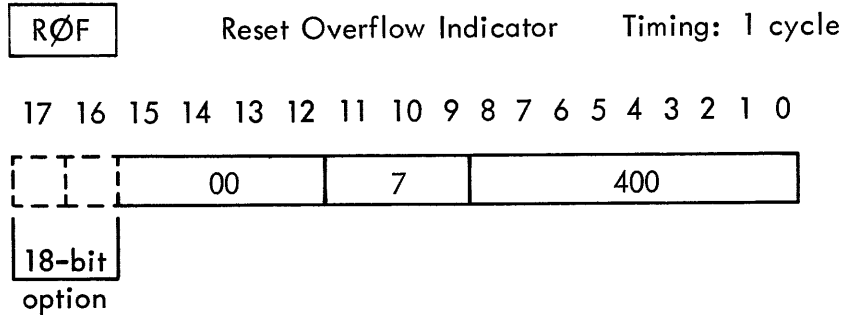 RØF Reset Overflow Indicator Timing: 1 cycle
17 16 15 14 13 12 11 10 9 8 7 6 5 4 3 2 1 0
00 7 400
18-bit
option